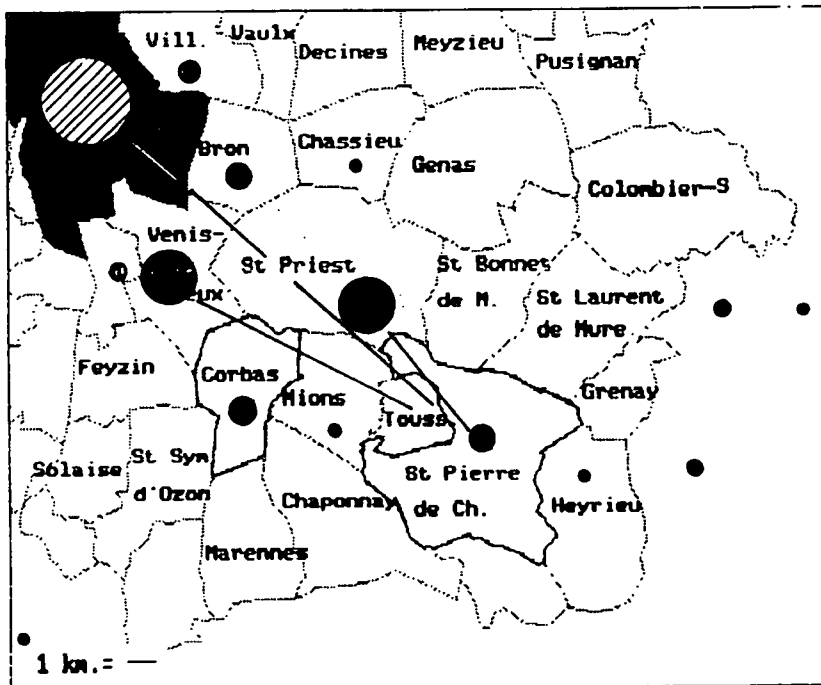 Vill.
Vaulx
Decines
Meyzieu
Pusignan
Bron
Chassieu
Genas
Colombier-S
Venis-
ux
St Priest
St Bonnet
de M.
St Laurent
de Mure
Feyzin
Corbas
Mions
Touss
Grenay
Solaise
St Sym
d'Ozon
Chaponnay
St Pierre
de Ch.
Heyrieu
Marennes
1 km.=